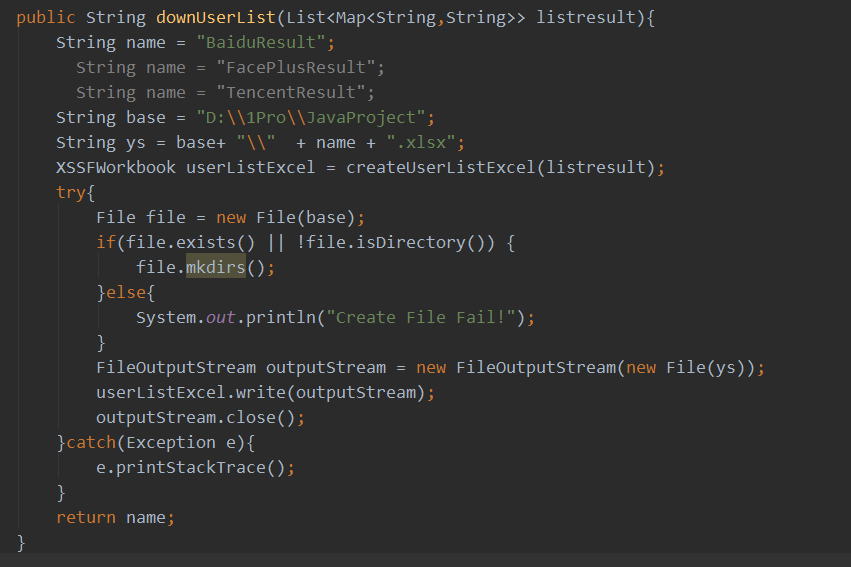 public String downUserList(List<Map<String,String>> listresult){
    String name = "BaiduResult";
      String name = "FacePlusResult";
      String name = "TencentResult";
    String base = "D:\\1Pro\\JavaProject";
    String ys = base+ "\\"  + name + ".xlsx";
    XSSFWorkbook userListExcel = createUserListExcel(listresult);
    try{
        File file = new File(base);
        if(file.exists() || !file.isDirectory()) {
            file.mkdirs();
        }else{
            System.out.println("Create File Fail!");
        }
        FileOutputStream outputStream = new FileOutputStream(new File(ys));
        userListExcel.write(outputStream);
        outputStream.close();
    }catch(Exception e){
        e.printStackTrace();
    }
    return name;
}